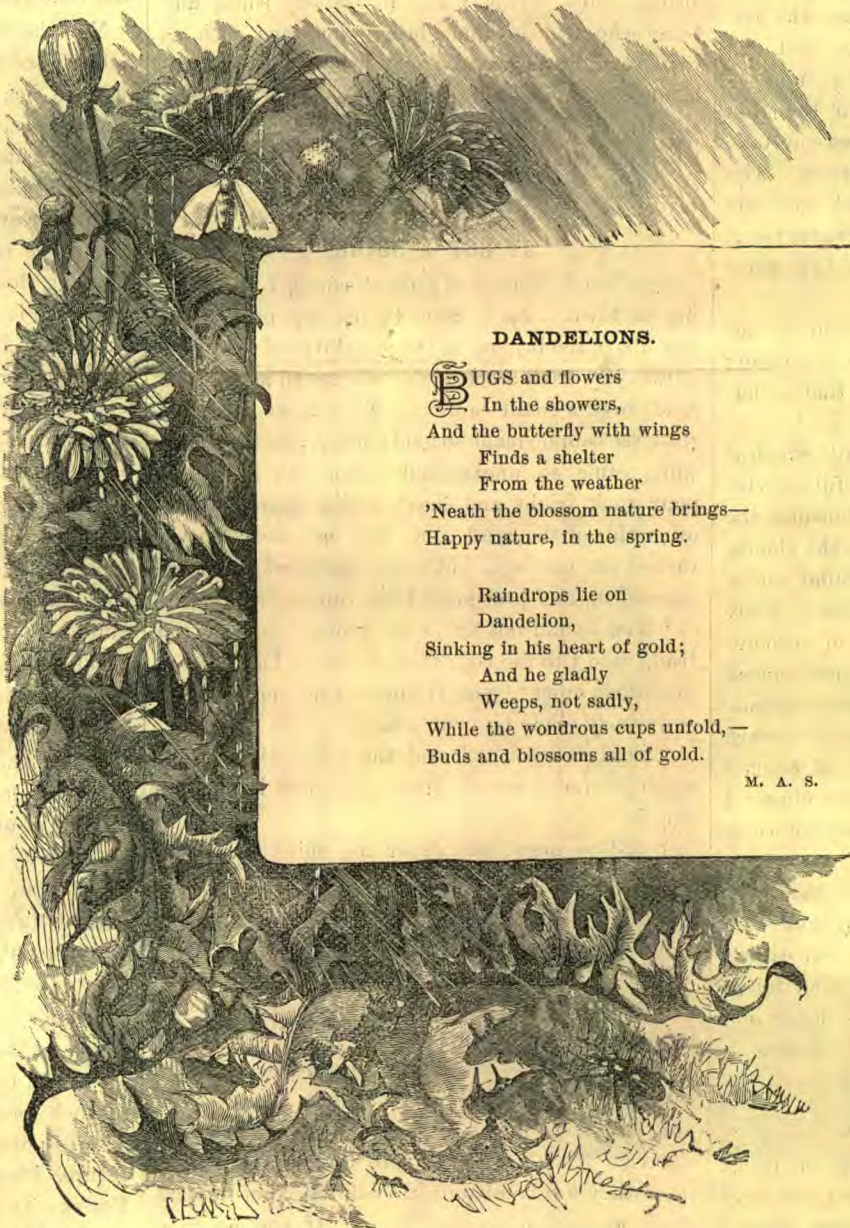 DANDELIONS.
BUGS and flowers
In the showers,
And the butterfly with wings
Finds a shelter
From the weather
'Neath the blossom nature brings—
Happy nature, in the spring.

Raindrops lie on
Dandelion,
Sinking in his heart of gold;
And he gladly
Weeps, not sadly,
While the wondrous cups unfold,—
Buds and blossoms all of gold.
M. A. S.